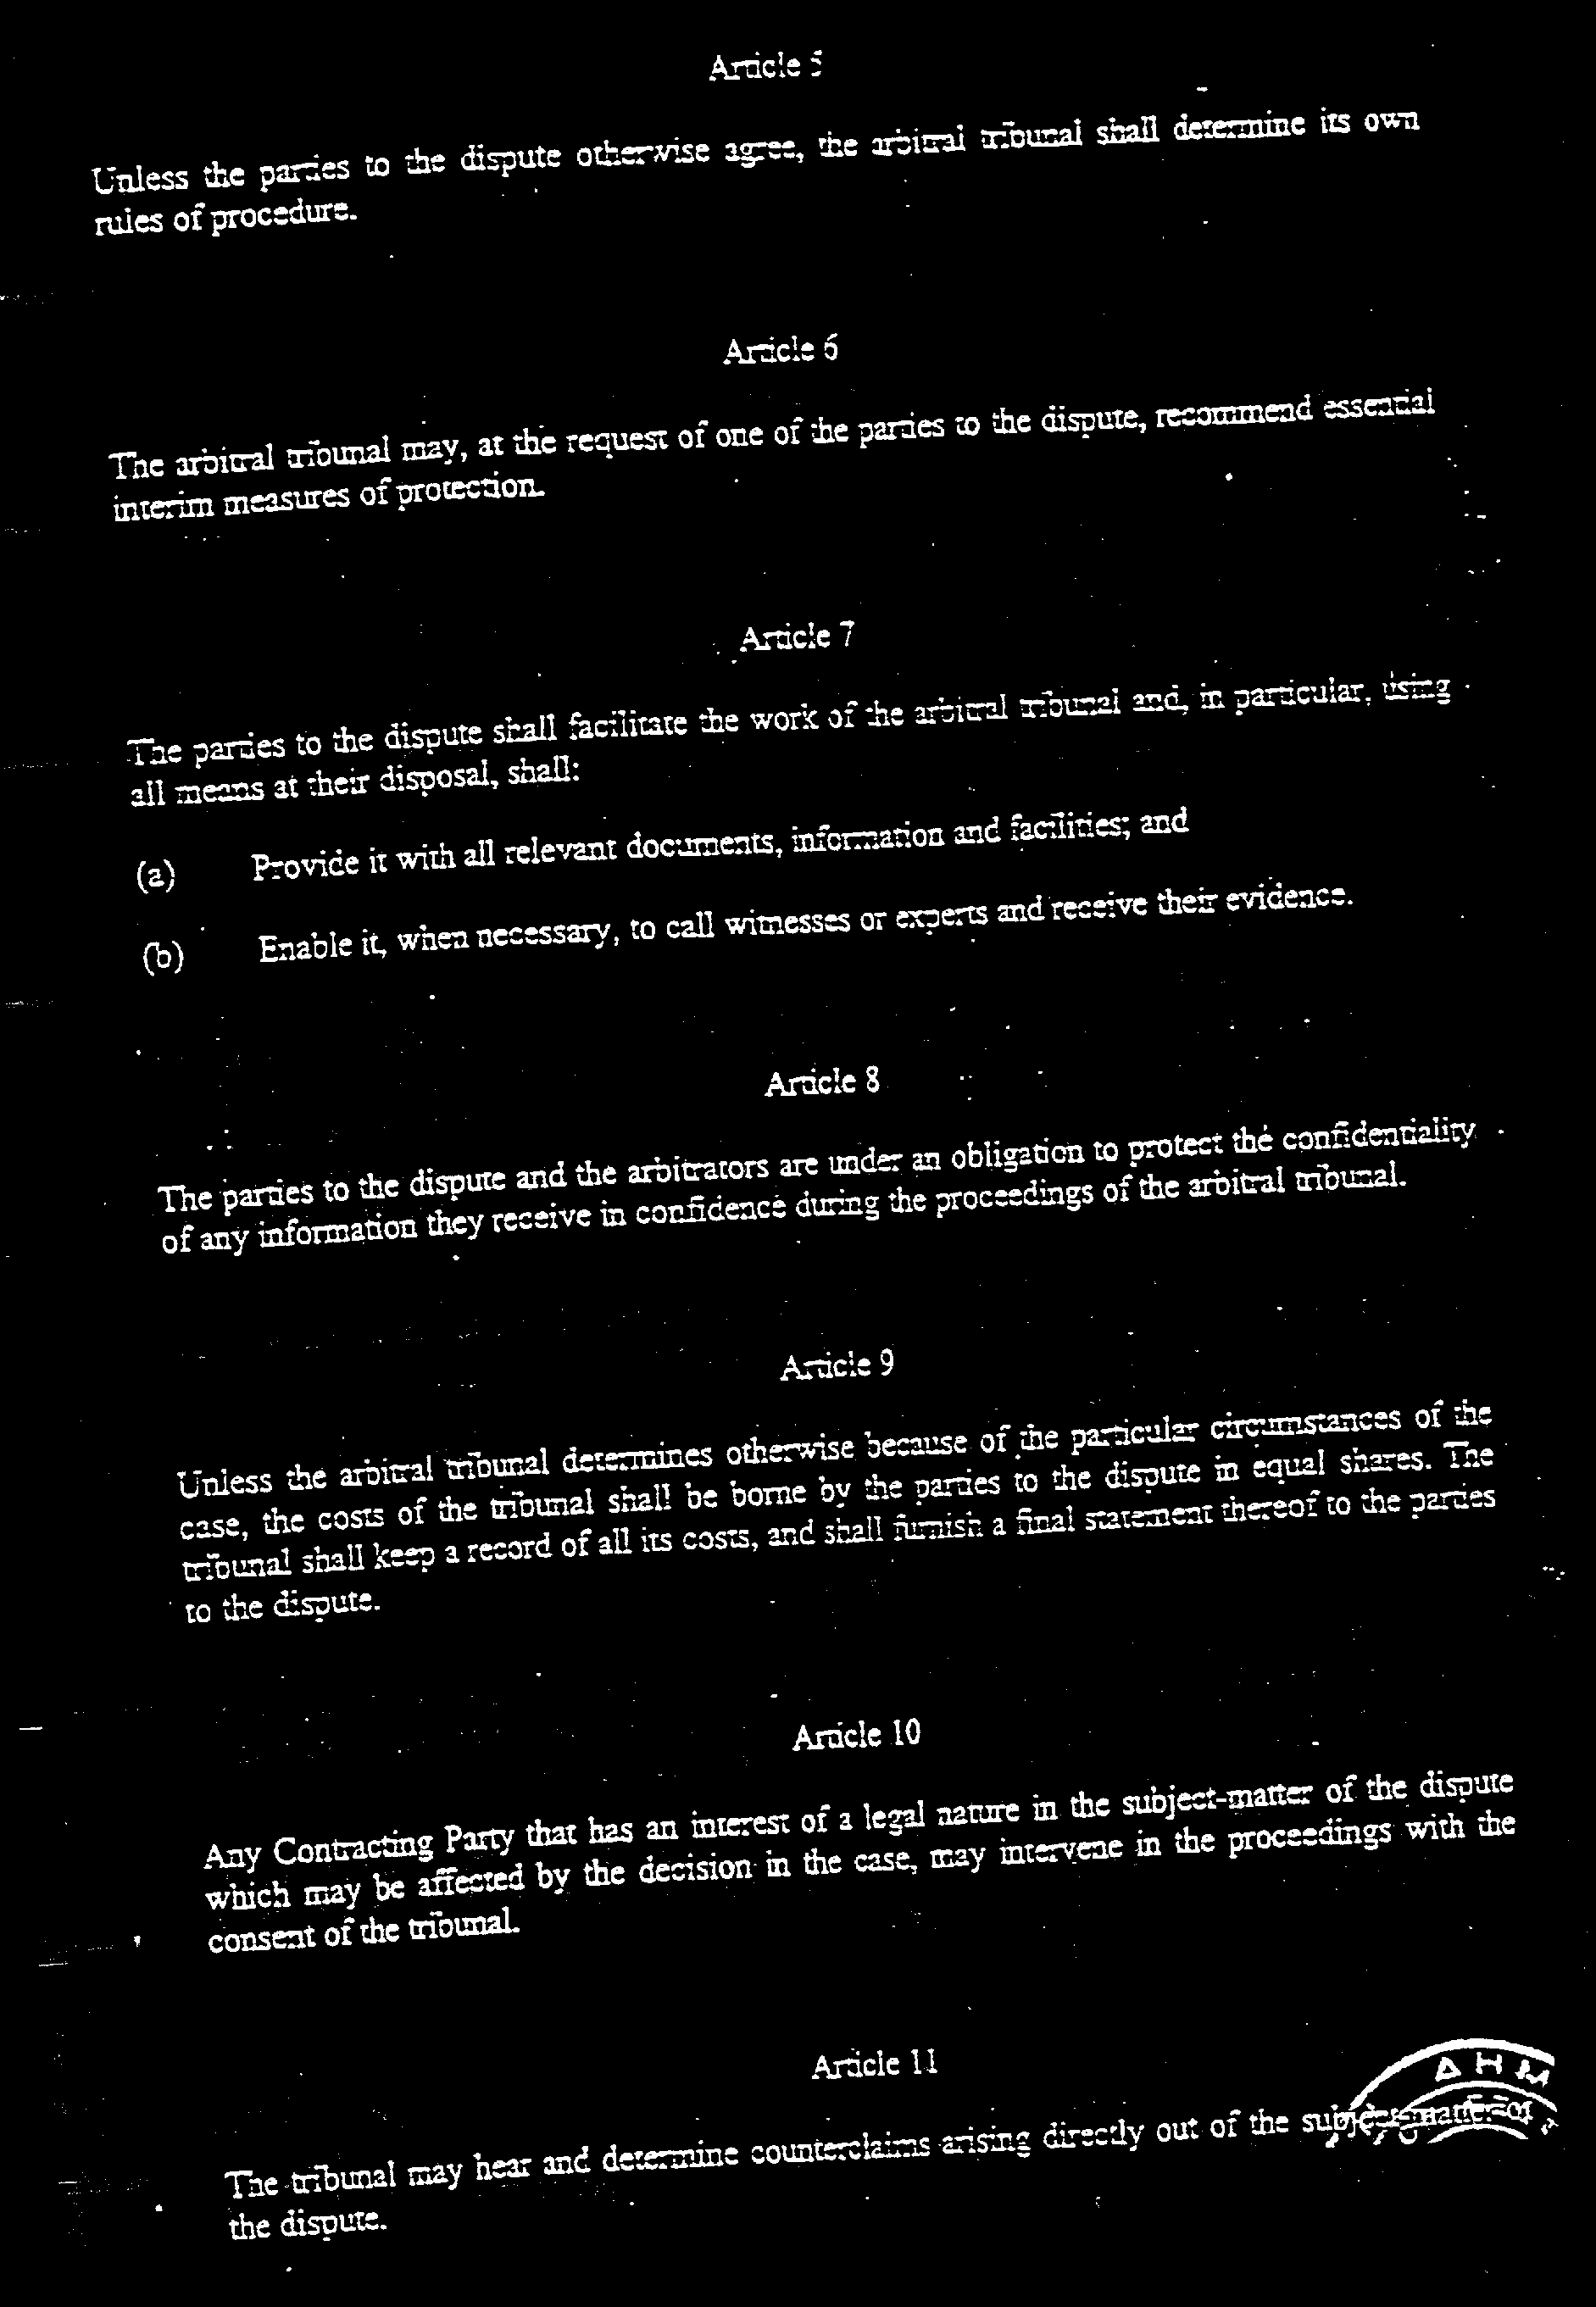 Article 5
Unless the parties to the dispute otherwise agree, the arbitral tribunal shall determine its own
rules of procedure.
Article 6
The arbitral tribunal may, at the request of one of the parties to the dispute, recommend essential
interim measures of protection.
Article 7
The parties to the dispute shall facilitate the work of the arbitral tribunal and, in particular, using
all means at their disposal, shall:
(a) Provide it with all relevant documents, information and facilities; and
(b) Enable it, when necessary, to call witnesses or experts and receive their evidence.
Article 8
The parties to the dispute and the arbitrators are under an obligation to protect the confidentiality
of any information they receive in confidence during the proceedings of the arbitral tribunal.
Article 9
Unless the arbitral tribunal determines otherwise because of the particular circumstances of the
case, the costs of the tribunal shall be borne by the parties to the dispute in equal shares. The
tribunal shall keep a record of all its costs, and shall furnish a final statement thereof to the parties
to the dispute.
Article 10
Any Contracting Party that has an interest of a legal nature in the subject-matter of the dispute
which may be affected by the decision in the case, may intervene in the proceedings with the
consent of the tribunal.
Article 11
ΔΗΜ
The tribunal may hear and determine counterclaims arising directly out of the subject-matter of
the dispute.